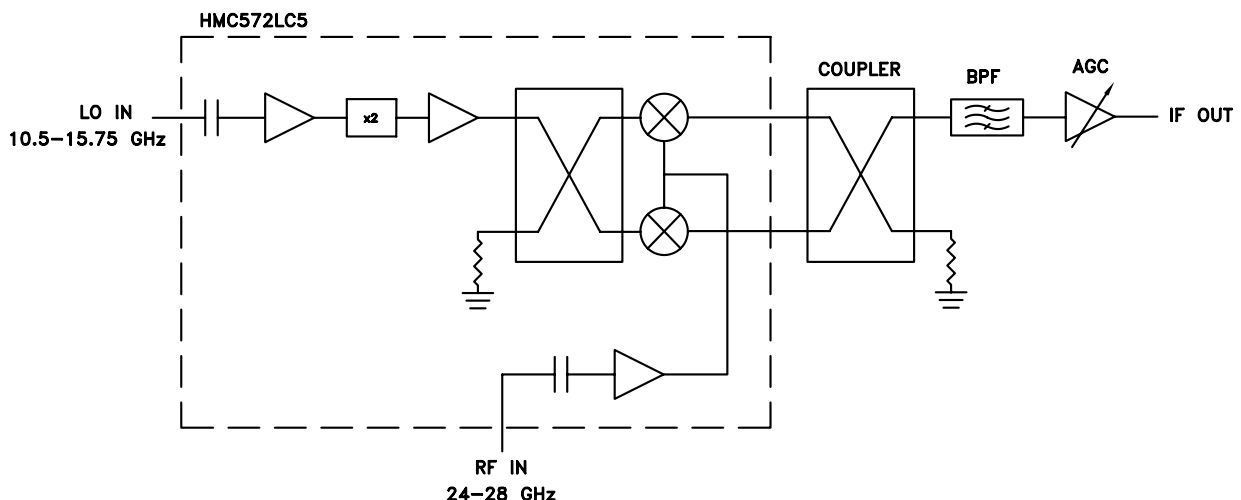 HMC572LC5
COUPLER
BPF
AGC
LO IN
10.5-15.75 GHz
x2
IF OUT
RF IN
24-28 GHz